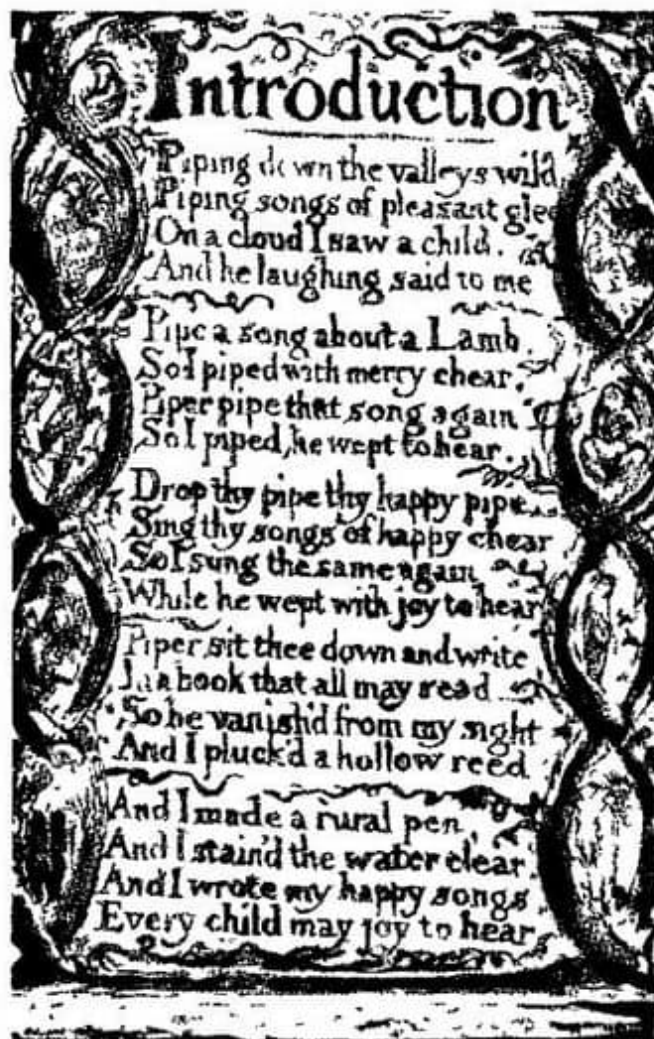 Introduction
Piping down the valleys wild
Piping songs of pleasant glee
On a cloud I saw a child.
And he laughing said to me
Pipe a song about a Lamb.
So I piped with merry chear,
Piper pipe that song again
So I piped, he wept to hear.
Drop thy pipe thy happy pipe
Sing thy songs of happy chear
So I sung the same again
While he wept with joy to hear
Piper sit thee down and write
In a book that all may read
So he vanish'd from my sight
And I pluck'd a hollow reed
And I made a rural pen,
And I stain'd the water clear
And I wrote my happy songs
Every child may joy to hear